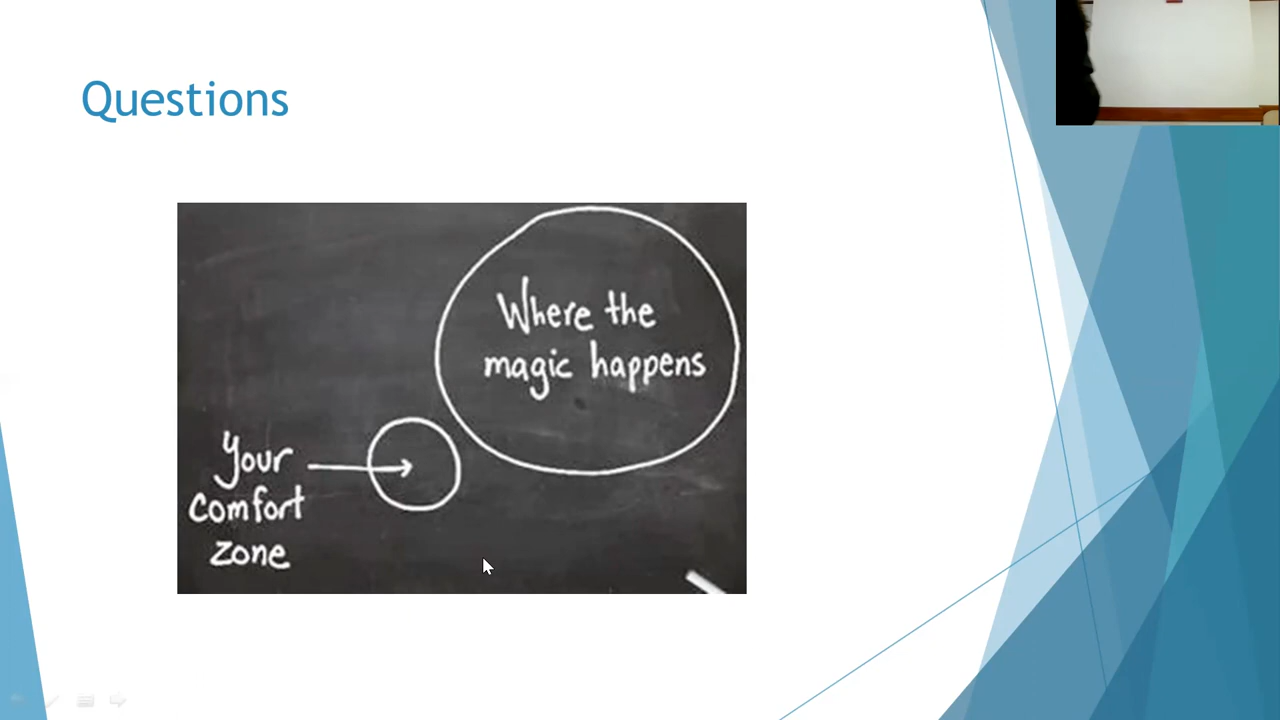 Questions
Where the
magic happens
Your
comfort
zone